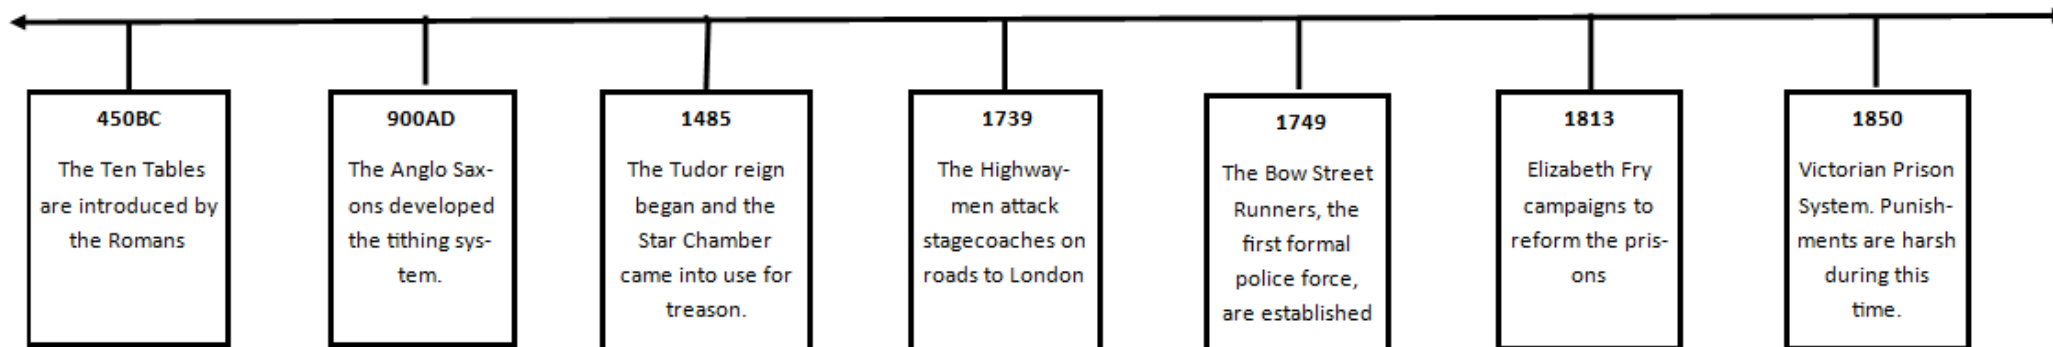 450BC
The Ten Tables
are introduced by
the Romans
900AD
The Anglo Sax-
ons developed
the tithing sys-
tem.
1485
The Tudor reign
began and the
Star Chamber
came into use for
treason.
1739
The Highway-
men attack
stagecoaches on
roads to London
1749
The Bow Street
Runners, the
first formal
police force,
are established
1813
Elizabeth Fry
campaigns to
reform the pris-
ons
1850
Victorian Prison
System. Punish-
ments are harsh
during this
time.